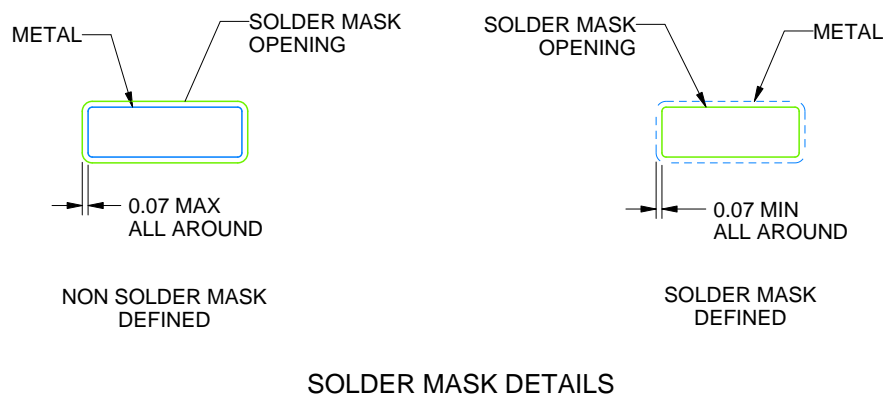 METAL
SOLDER MASK
OPENING
0.07 MAX
ALL AROUND
NON SOLDER MASK
DEFINED
SOLDER MASK
OPENING
METAL
0.07 MIN
ALL AROUND
SOLDER MASK
DEFINED
SOLDER MASK DETAILS